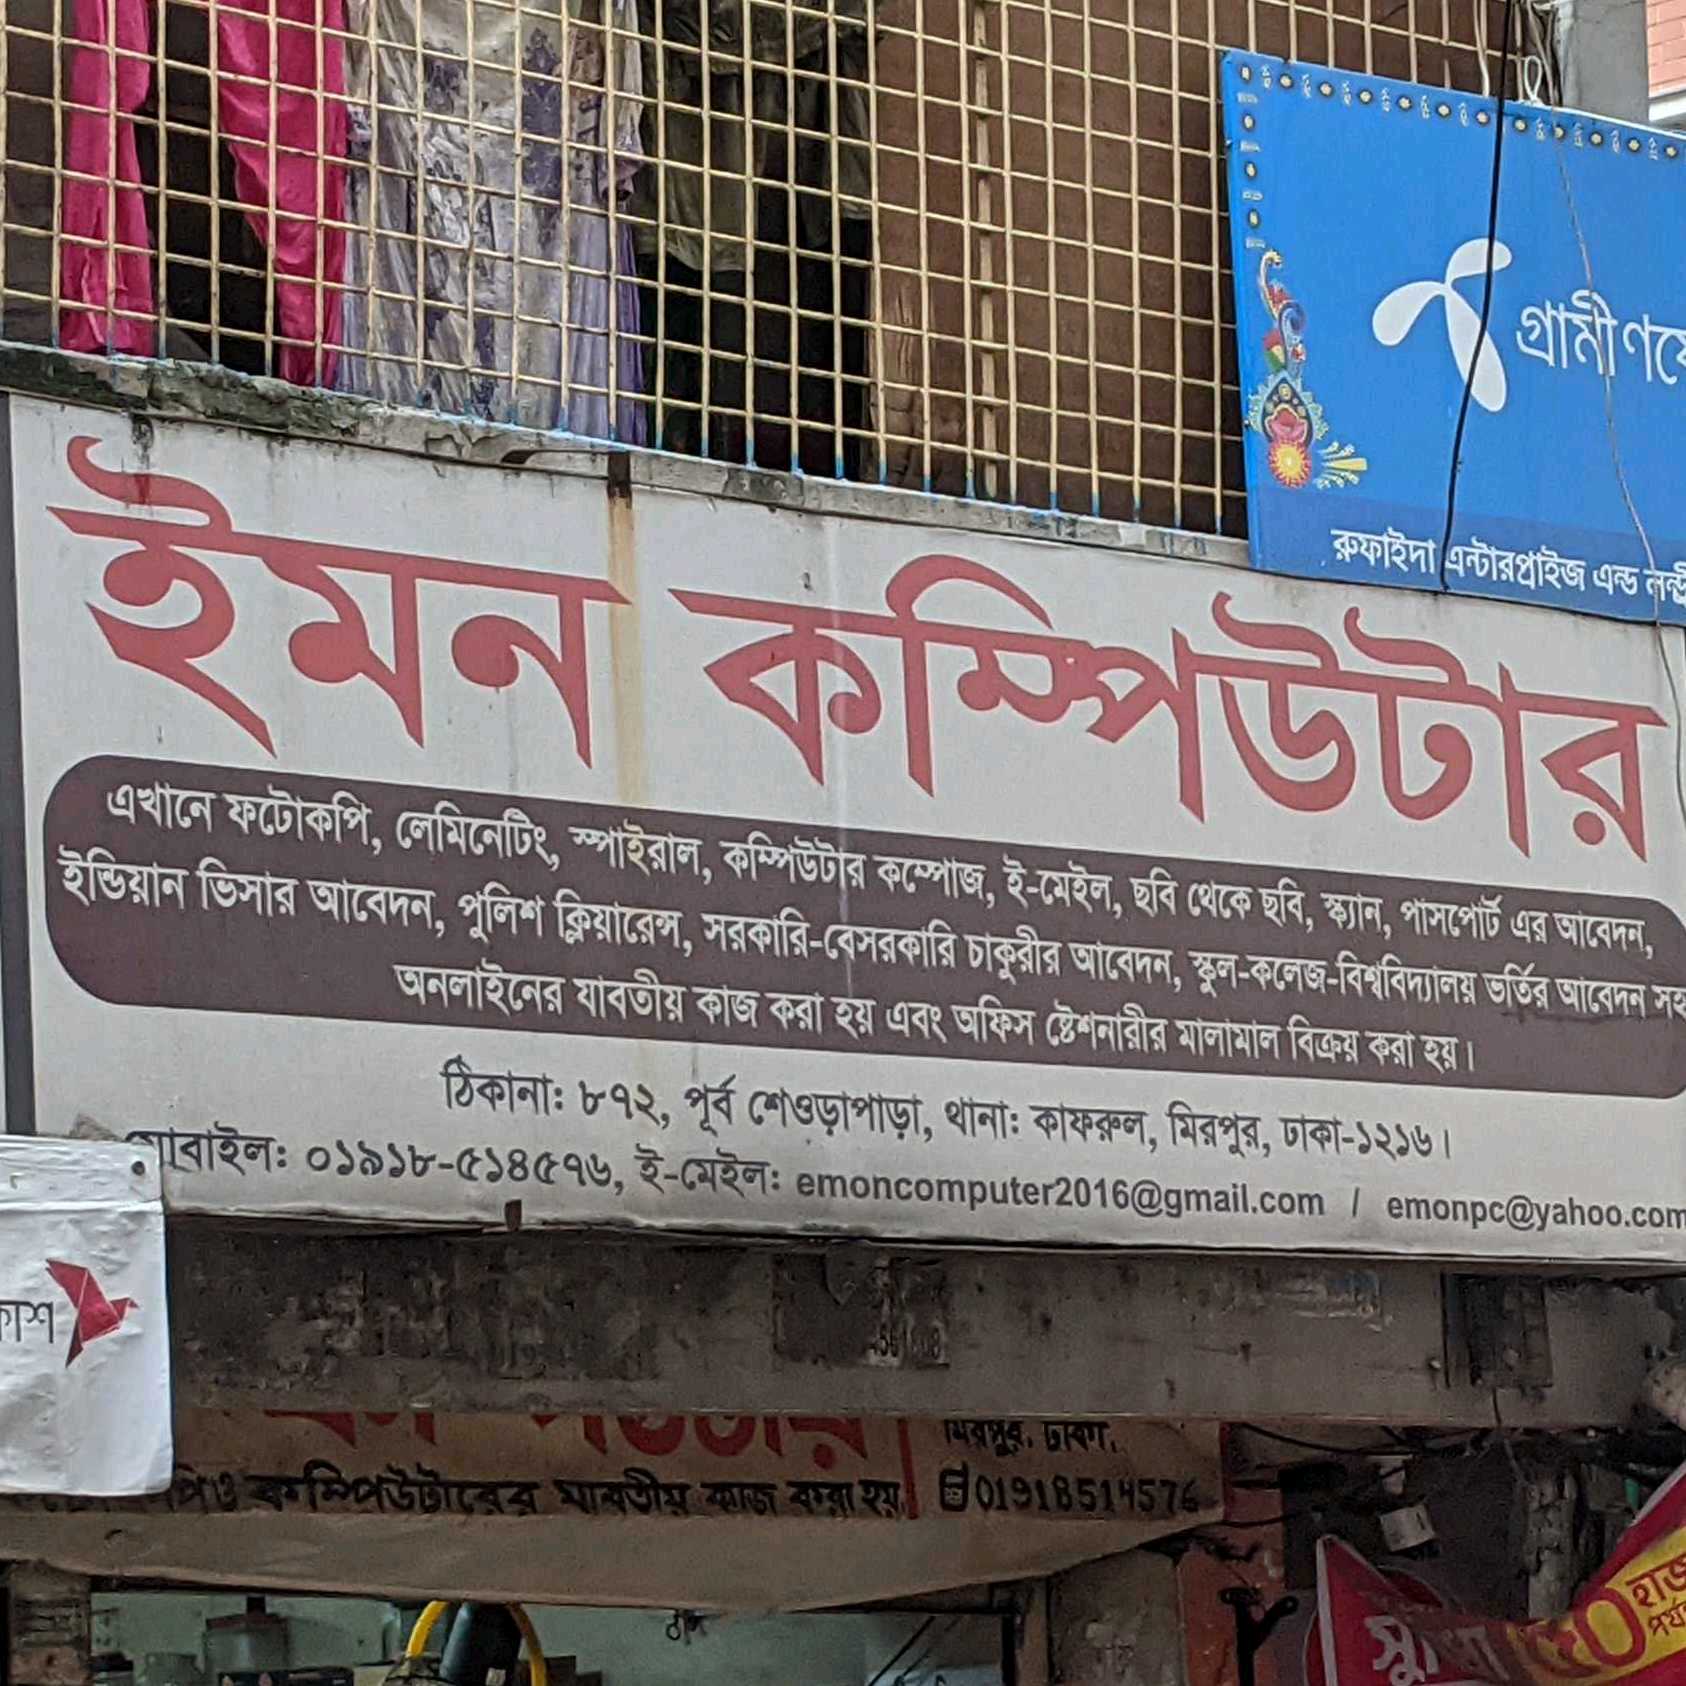 গ্রামীণফো
রুফাইদা এন্টারপ্রাইজ এন্ড লন্ড্রী
ইমন কম্পিউটার
এখানে ফটোকপি, লেমিনেটিং, স্পাইরাল, কম্পিউটার কম্পোজ, ই-মেইল, ছবি থেকে ছবি, স্ক্যান, পাসপোর্ট এর আবেদন,
ইন্ডিয়ান ভিসার আবেদন, পুলিশ ক্লিয়ারেন্স, সরকারি-বেসরকারি চাকুরীর আবেদন, স্কুল-কলেজ-বিশ্ববিদ্যালয় ভর্তির আবেদন সহ
অনলাইনের যাবতীয় কাজ করা হয় এবং অফিস ষ্টেশনারীর মালামাল বিক্রয় করা হয়।
ঠিকানা: ৮৭২, পূর্ব শেওড়াপাড়া, থানা: কাফরুল, মিরপুর, ঢাকা-১২১৬।
মোবাইল: ০১৯১৮-৫১৪৫৭৬, ই-মেইল: emoncomputer2016@gmail.com / emonpc@yahoo.com
কাশ
মিরপুর, ঢাকা.
কম্পিউটারের যাবতীয় কাজ করা হয়
01918514576
৫০